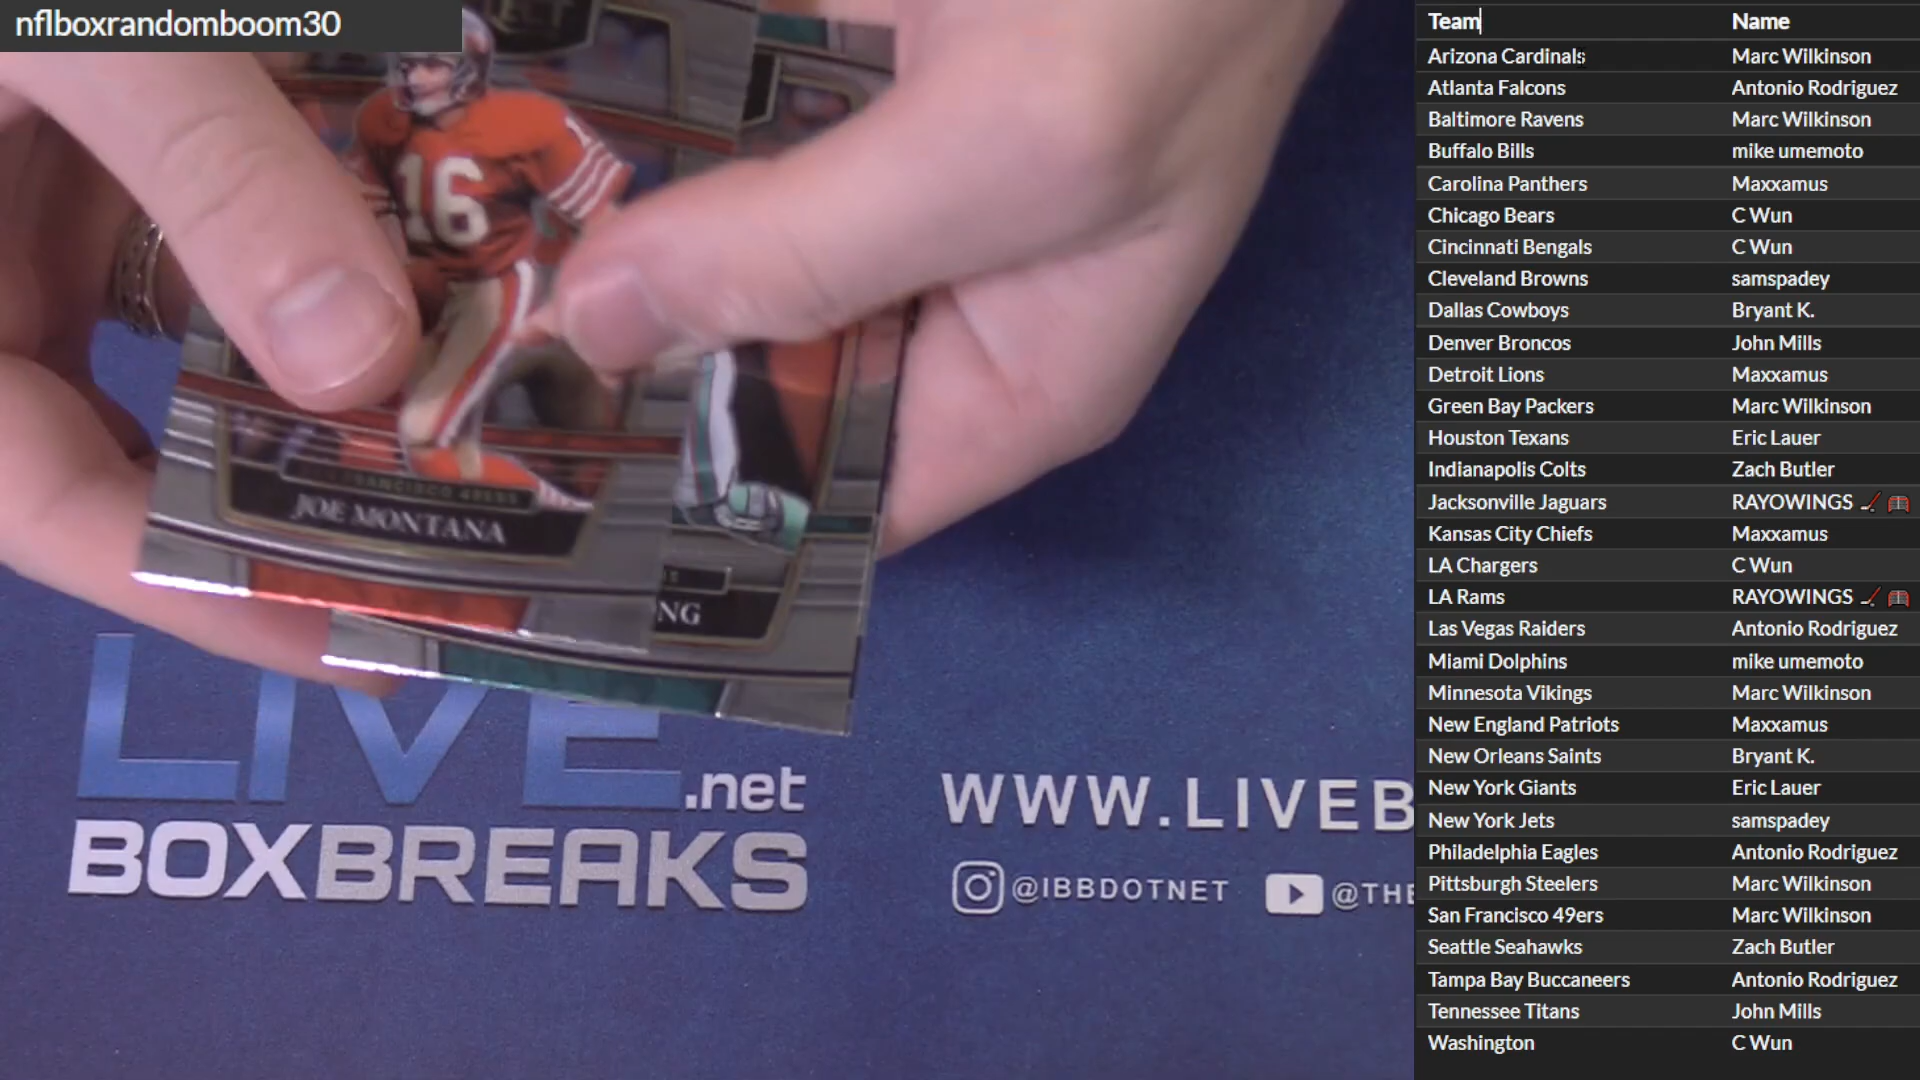 nflboxrandomboom30
16
1
FRANCISCO 49ERS
JOE MONTANA
NG
LIVE
.net
BOXBREAKS
WWW.LIVEB
@IBBDOTNET
@THE
Team Name
Arizona Cardinals Marc Wilkinson
Atlanta Falcons Antonio Rodriguez
Baltimore Ravens Marc Wilkinson
Buffalo Bills mike umemoto
Carolina Panthers Maxxamus
Chicago Bears C Wun
Cincinnati Bengals C Wun
Cleveland Browns samspadey
Dallas Cowboys Bryant K.
Denver Broncos John Mills
Detroit Lions Maxxamus
Green Bay Packers Marc Wilkinson
Houston Texans Eric Lauer
Indianapolis Colts Zach Butler
Jacksonville Jaguars RAYOWINGS
Kansas City Chiefs Maxxamus
LA Chargers C Wun
LA Rams RAYOWINGS
Las Vegas Raiders Antonio Rodriguez
Miami Dolphins mike umemoto
Minnesota Vikings Marc Wilkinson
New England Patriots Maxxamus
New Orleans Saints Bryant K.
New York Giants Eric Lauer
New York Jets samspadey
Philadelphia Eagles Antonio Rodriguez
Pittsburgh Steelers Marc Wilkinson
San Francisco 49ers Marc Wilkinson
Seattle Seahawks Zach Butler
Tampa Bay Buccaneers Antonio Rodriguez
Tennessee Titans John Mills
Washington C Wun